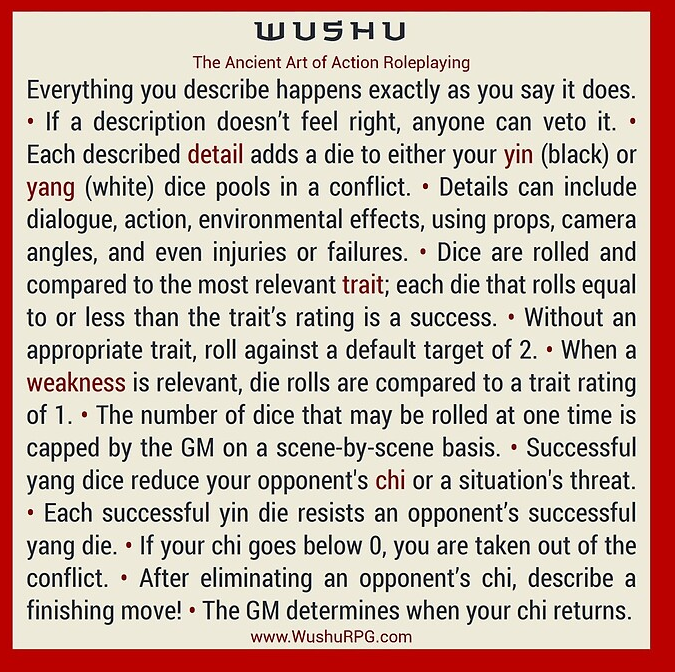 WUSHU
The Ancient Art of Action Roleplaying
Everything you describe happens exactly as you say it does.
• If a description doesn’t feel right, anyone can veto it. •
Each described detail adds a die to either your yin (black) or
yang (white) dice pools in a conflict. • Details can include
dialogue, action, environmental effects, using props, camera
angles, and even injuries or failures. • Dice are rolled and
compared to the most relevant trait; each die that rolls equal
to or less than the trait’s rating is a success. • Without an
appropriate trait, roll against a default target of 2. • When a
weakness is relevant, die rolls are compared to a trait rating
of 1. • The number of dice that may be rolled at one time is
capped by the GM on a scene-by-scene basis. • Successful
yang dice reduce your opponent's chi or a situation's threat.
• Each successful yin die resists an opponent’s successful
yang die. • If your chi goes below 0, you are taken out of the
conflict. • After eliminating an opponent’s chi, describe a
finishing move! • The GM determines when your chi returns.
www.WushuRPG.com